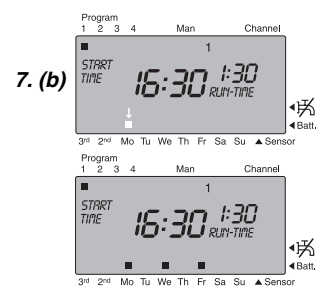 Program
1 2 3 4 Man Channel
1
START
TIME
16:30
1:30
RUN-TIME
7. (b)
Batt.
3rd 2nd Mo Tu We Th Fr Sa Su ▲ Sensor
Program
1 2 3 4 Man Channel
1
START
TIME
16:30
1:30
RUN-TIME
Batt.
3rd 2nd Mo Tu We Th Fr Sa Su ▲ Sensor